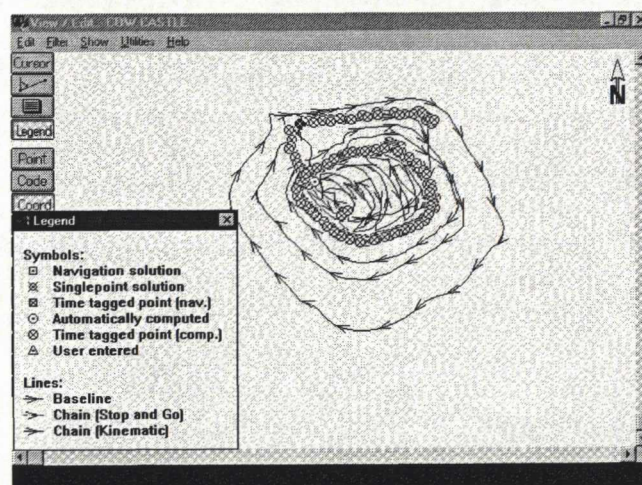 View / Edit - COW CASTLE
Edit Filter Show Utilities Help
Cursor
Legend
Point
Code
Coord
N
Legend
Symbols:
Navigation solution
Singlepoint solution
Time tagged point (nav.)
Automatically computed
Time tagged point (comp.)
User entered
Lines:
Baseline
Chain (Stop and Go)
Chain (Kinematic)